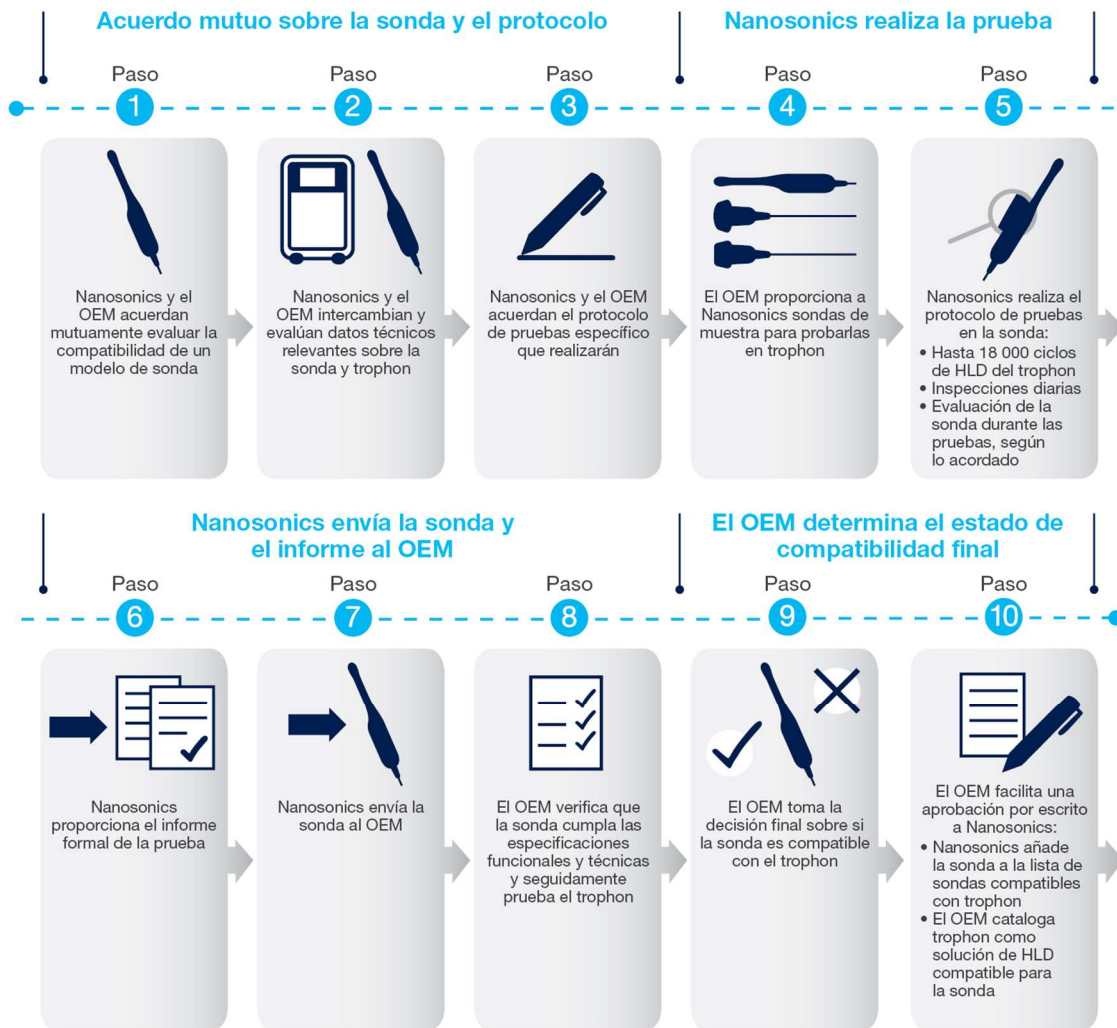 Acuerdo mutuo sobre la sonda y el protocolo
Nanosonics realiza la prueba
Paso
1
Nanosonics y el
OEM acuerdan
mutuamente evaluar la
compatibilidad de un
modelo de sonda
Paso
2
Nanosonics y el
OEM intercambian y
evalúan datos técnicos
relevantes sobre la
sonda y trophon
Paso
3
Nanosonics y el OEM
acuerdan el protocolo
de pruebas específico
que realizarán
Paso
4
El OEM proporciona a
Nanosonics sondas de
muestra para probarlas
en trophon
Paso
5
Nanosonics realiza el
protocolo de pruebas
en la sonda:
• Hasta 18 000 ciclos
de HLD del trophon
• Inspecciones diarias
• Evaluación de la
sonda durante las
pruebas, según
lo acordado
Nanosonics envía la sonda y
el informe al OEM
El OEM determina el estado de
compatibilidad final
Paso
6
Nanosonics
proporciona el informe
formal de la prueba
Paso
7
Nanosonics envía la
sonda al OEM
Paso
8
El OEM verifica que
la sonda cumpla las
especificaciones
funcionales y técnicas
y seguidamente
prueba el trophon
Paso
9
El OEM toma la
decisión final sobre si
la sonda es compatible
con el trophon
Paso
10
El OEM facilita una
aprobación por escrito
a Nanosonics:
• Nanosonics añade
la sonda a la lista de
sondas compatibles
con trophon
• El OEM cataloga
trophon como
solución de HLD
compatible para
la sonda